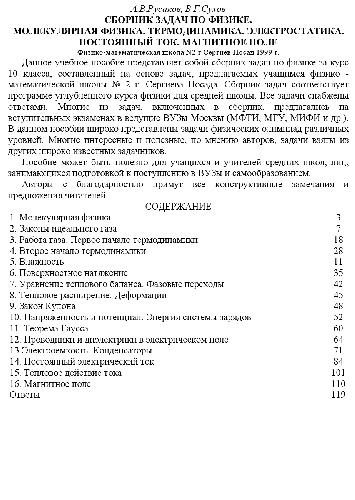 А.В.Русаков, В.Г.Сухов
СБОРНИК ЗАДАЧ ПО ФИЗИКЕ.
МОЛЕКУЛЯРНАЯ ФИЗИКА. ТЕРМОДИНАМИКА. ЭЛЕКТРОСТАТИКА.
ПОСТОЯННЫЙ ТОК. МАГНИТНОЕ ПОЛЕ
Физико-математическая школа №2 г Сергиев Посад 1999 г.
Данное учебное пособие представляет собой сборник задач по физике за курс
10 классов, составленный на основе задач, предлагаемых учащимся физико -
математической школы № 2 г. Сергиева Посада. Сборник задач соответствует
программе углубленного курса физики для средней школы. Все задачи снабжены
ответами. Многие из задач, включенных в сборник, предлагались на
вступительных экзаменах в ведущие ВУЗы Москвы (МФТИ, МГУ, МИФИ и др.).
В данном пособии широко представлены задачи физических олимпиад различных
уровней. Многие интересные и полезные, по мнению авторов, задачи взяты из
других широко известных задачников.
Пособие может быть полезно для учащихся и учителей средних школ, лиц,
занимающихся подготовкой к поступлению в ВУЗы и самообразованием.
Авторы с благодарностью примут все конструктивные замечания и
предложения читателей.
СОДЕРЖАНИЕ
1. Молекулярная физика 3
2. Законы идеального газа 7
3. Работа газа. Первое начало термодинамики 18
4. Второе начало термодинамики 28
5. Влажность 11
6. Поверхностное натяжение 35
7. Уравнение теплового баланса. Фазовые переходы 42
8. Тепловое расширение. Деформации 45
9. Закон Кулона 48
10. Напряженность и потенциал. Энергия системы зарядов 52
11. Теорема Гаусса 60
12. Проводники и диэлектрики в электрическом поле 64
13 Электроемкость. Конденсаторы 71
14. Постоянный электрический ток 84
15. Тепловое действие тока 101
16. Магнитное поле 110
Ответы 119